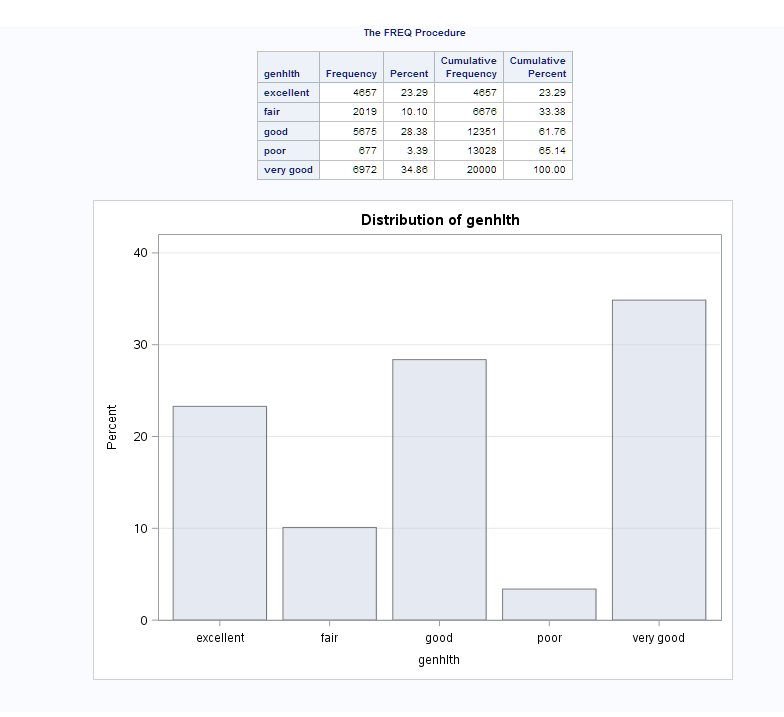 The FREQ Procedure
genhlth Frequency Percent Cumulative Frequency Cumulative Percent
excellent 4657 23.29 4657 23.29
fair 2019 10.10 6676 33.38
good 5675 28.38 12351 61.76
poor 677 3.39 13028 65.14
very good 6972 34.86 20000 100.00
Distribution of genhlth
40
30
20
10
0
Percent
excellent fair good poor very good
genhlth